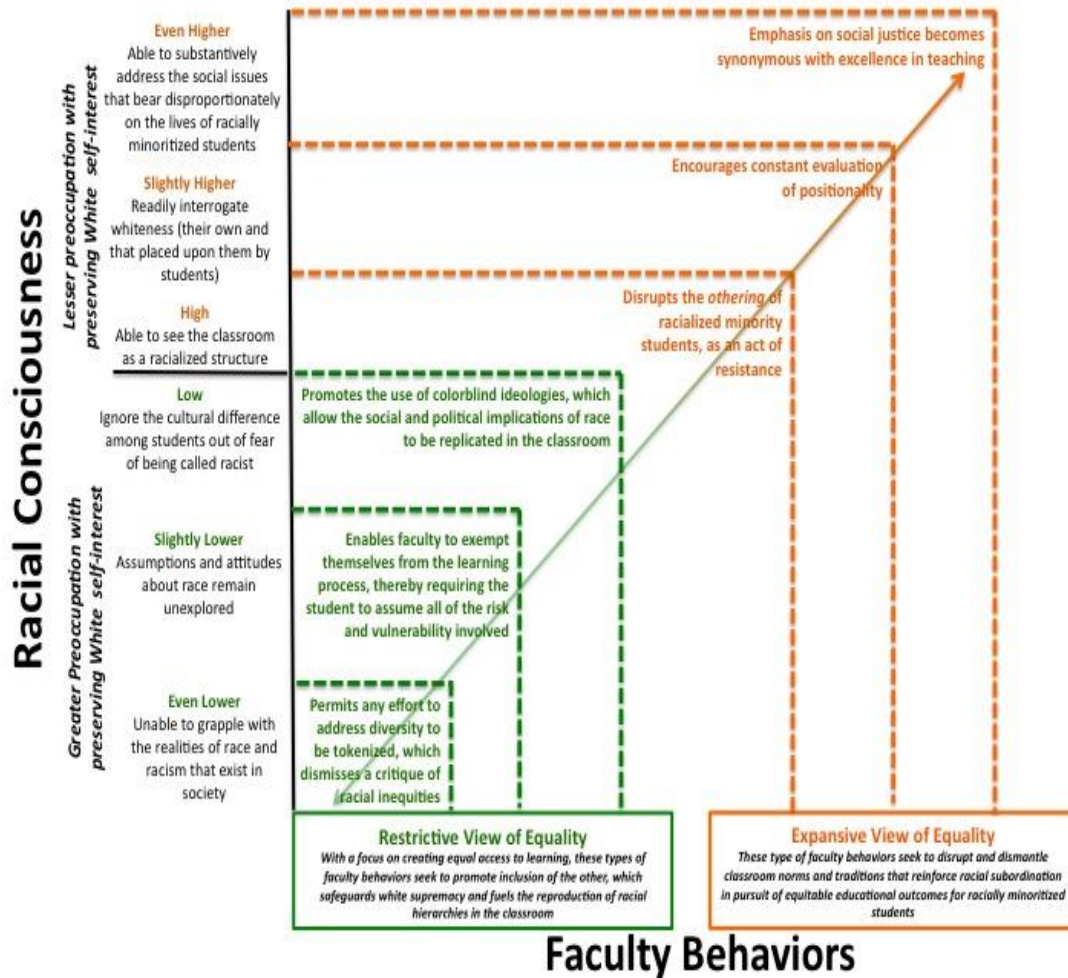 Racial Consciousness
Lesser preoccupation with
preserving White self-interest
Even Higher
Able to substantively
address the social issues
that bear disproportionately
on the lives of racially
minoritized students
Slightly Higher
Readily interrogate
whiteness (their own and
that placed upon them by
students)
High
Able to see the classroom
as a racialized structure
Greater Preoccupation with
preserving White self-interest
Low
Ignore the cultural difference
among students out of fear
of being called racist
Slightly Lower
Assumptions and attitudes
about race remain
unexplored
Even Lower
Unable to grapple with
the realities of race and
racism that exist in
society
Emphasis on social justice becomes
synonymous with excellence in teaching
Encourages constant evaluation
of positionality
Disrupts the othering of
racialized minority
students, as an act of
resistance
Promotes the use of colorblind ideologies, which
allow the social and political implications of race
to be replicated in the classroom
Enables faculty to exempt
themselves from the learning
process, thereby requiring the
student to assume all of the risk
and vulnerability involved
Permits any effort to
address diversity to
be tokenized, which
dismisses a critique of
racial inequities
Restrictive View of Equality
With a focus on creating equal access to learning, these types of
faculty behaviors seek to promote inclusion of the other, which
safeguards white supremacy and fuels the reproduction of racial
hierarchies in the classroom
Expansive View of Equality
These type of faculty behaviors seek to disrupt and dismantle
classroom norms and traditions that reinforce racial subordination
in pursuit of equitable educational outcomes for racially minoritized
students
Faculty Behaviors